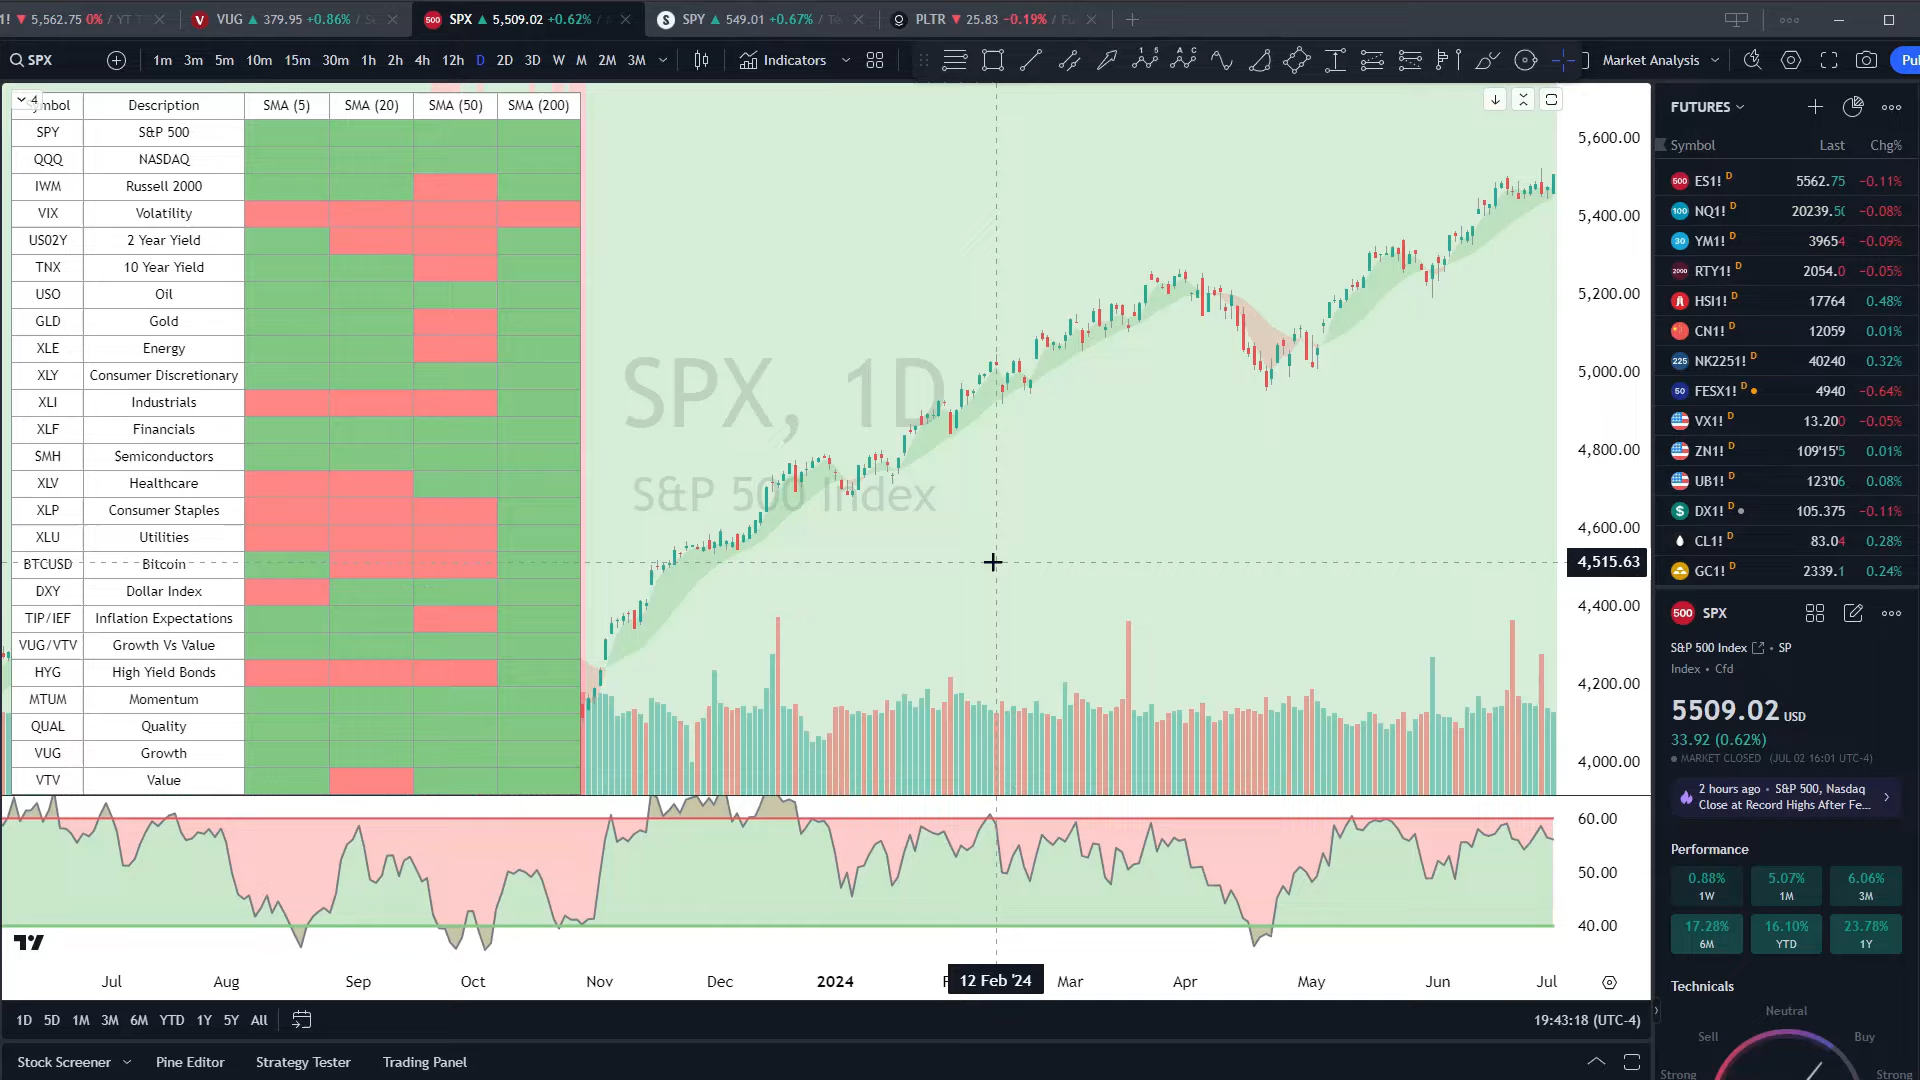 1! ▼ 5,562.75 0% / YT
VUG ▲ 379.95 +0.86% /
SPX ▲ 5,509.02 +0.62% /
SPY ▲ 549.01 +0.67% /
PLTR ▼ 25.83 −0.19% /
SPX
1m 3m 5m 10m 15m 30m 1h 2h 4h 12h D 2D 3D W M 2M 3M
Indicators
Market Analysis
Pu
4
Symbol Description SMA (5) SMA (20) SMA (50) SMA (200)
SPY S&P 500
QQQ NASDAQ
IWM Russell 2000
VIX Volatility
US02Y 2 Year Yield
TNX 10 Year Yield
USO Oil
GLD Gold
XLE Energy
XLY Consumer Discretionary
XLI Industrials
XLF Financials
SMH Semiconductors
XLV Healthcare
XLP Consumer Staples
XLU Utilities
BTCUSD Bitcoin
DXY Dollar Index
TIP/IEF Inflation Expectations
VUG/VTV Growth Vs Value
HYG High Yield Bonds
MTUM Momentum
QUAL Quality
VUG Growth
VTV Value
SPX, 1D
S&P 500 Index
5,600.00
5,400.00
5,200.00
5,000.00
4,800.00
4,600.00
4,515.63
4,400.00
4,200.00
4,000.00
60.00
50.00
40.00
Jul Aug Sep Oct Nov Dec 2024 F 12 Feb '24 Mar Apr May Jun Jul
1D 5D 1M 3M 6M YTD 1Y 5Y All
19:43:18 (UTC-4)
Stock Screener Pine Editor Strategy Tester Trading Panel
FUTURES
Symbol Last Chg%
ES1! D 5562.75 −0.11%
NQ1! D 20239.50 −0.08%
YM1! D 39654 −0.09%
RTY1! D 2054.0 −0.05%
HSI1! D 17764 0.48%
CN1! D 12059 0.01%
NK2251! D 40240 0.32%
FESX1! D 4940 −0.64%
VX1! D 13.200 −0.05%
ZN1! D 109'15'5 0.01%
UB1! D 123'06 0.08%
DX1! D 105.375 −0.11%
CL1! D 83.04 0.28%
GC1! D 2339.1 0.24%
500 SPX
S&P 500 Index • SP
Index • Cfd
5509.02 USD
33.92 (0.62%)
MARKET CLOSED (JUL 02 16:01 UTC-4)
2 hours ago • S&P 500, Nasdaq
Close at Record Highs After Fe...
Performance
0.88% 5.07% 6.06%
1W 1M 3M
17.28% 16.10% 23.78%
6M YTD 1Y
Technicals
Neutral
Sell Buy
Strong Strong